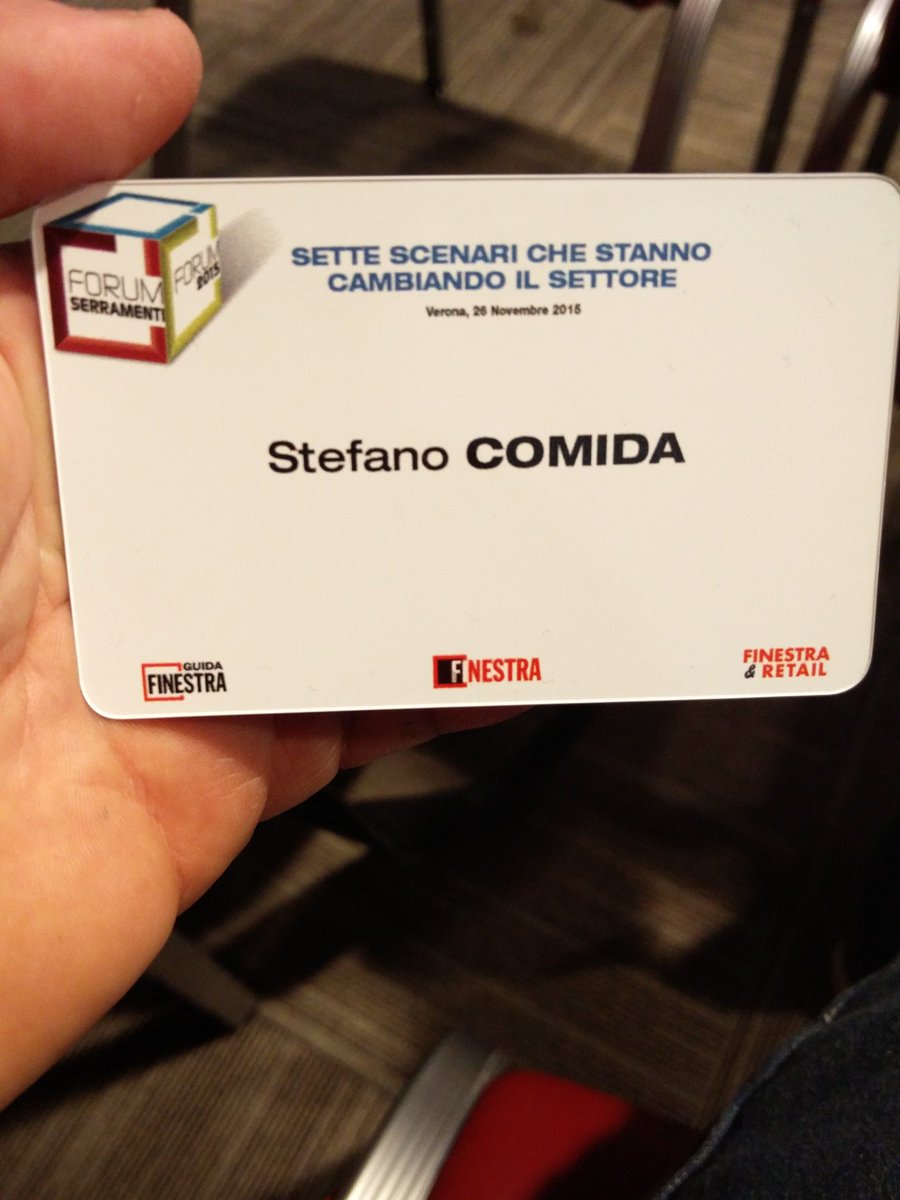 FORUM
SERRAMENTI
FORUM
2015
SETTE SCENARI CHE STANNO
CAMBIANDO IL SETTORE
Verona, 26 Novembre 2015
Stefano COMIDA
GUIDA
FINESTRA
FINESTRA
FINESTRA
& RETAIL